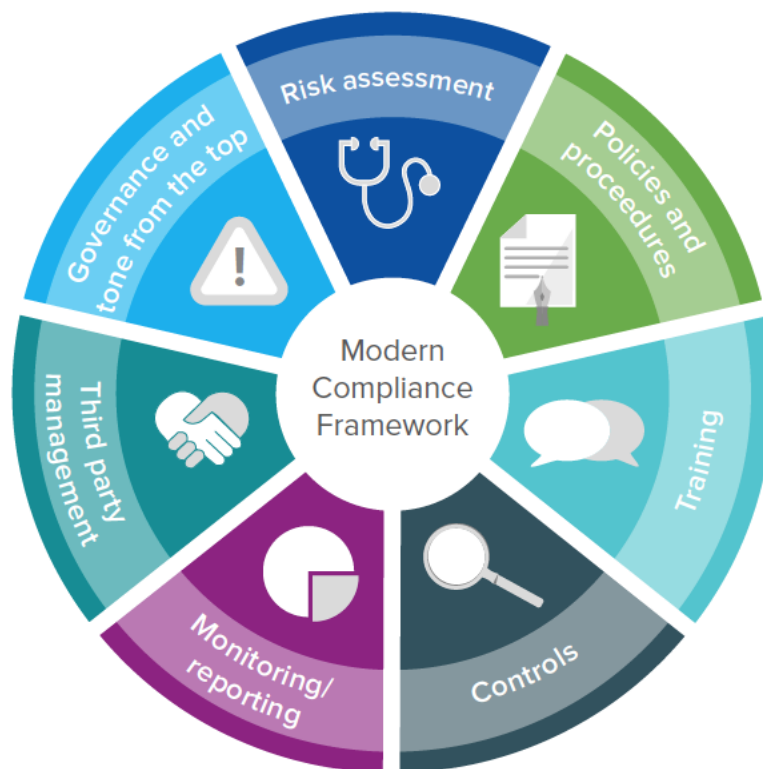 Risk assessment
Policies and
proceedures
Training
Controls
Monitoring/
reporting
Third party
management
Governance and
tone from the top
!
Modern
Compliance
Framework